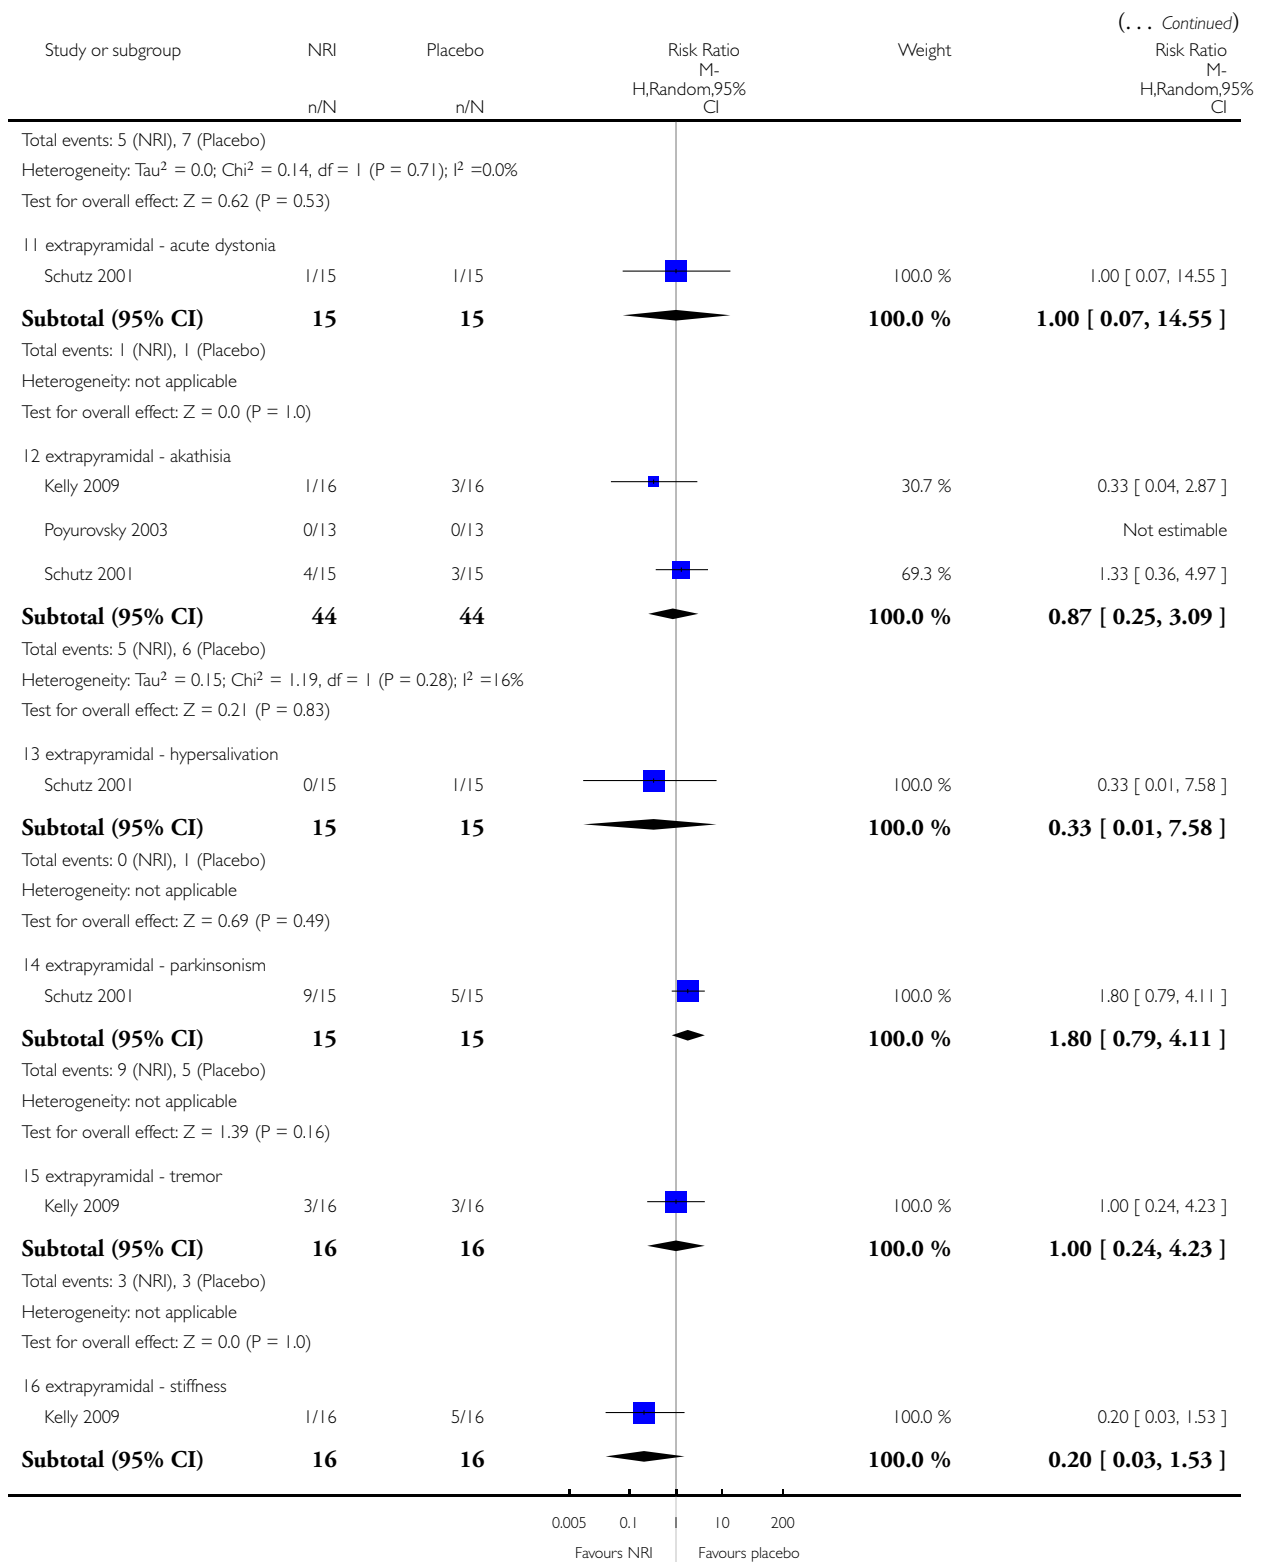 (... Continued)
Study or subgroup NRI Placebo Risk Ratio Weight Risk Ratio
M- M-
H,Random,95% H,Random,95%
n/N n/N CI CI
Total events: 5 (NRI), 7 (Placebo)
Heterogeneity: Tau² = 0.0; Chi² = 0.14, df = 1 (P = 0.71); I² =0.0%
Test for overall effect: Z = 0.62 (P = 0.53)
11 extrapyramidal - acute dystonia
Schutz 2001 1/15 1/15 100.0 % 1.00 [ 0.07, 14.55 ]
Subtotal (95% CI) 15 15 100.0 % 1.00 [ 0.07, 14.55 ]
Total events: 1 (NRI), 1 (Placebo)
Heterogeneity: not applicable
Test for overall effect: Z = 0.0 (P = 1.0)
12 extrapyramidal - akathisia
Kelly 2009 1/16 3/16 30.7 % 0.33 [ 0.04, 2.87 ]
Poyurovsky 2003 0/13 0/13 Not estimable
Schutz 2001 4/15 3/15 69.3 % 1.33 [ 0.36, 4.97 ]
Subtotal (95% CI) 44 44 100.0 % 0.87 [ 0.25, 3.09 ]
Total events: 5 (NRI), 6 (Placebo)
Heterogeneity: Tau² = 0.15; Chi² = 1.19, df = 1 (P = 0.28); I² =16%
Test for overall effect: Z = 0.21 (P = 0.83)
13 extrapyramidal - hypersalivation
Schutz 2001 0/15 1/15 100.0 % 0.33 [ 0.01, 7.58 ]
Subtotal (95% CI) 15 15 100.0 % 0.33 [ 0.01, 7.58 ]
Total events: 0 (NRI), 1 (Placebo)
Heterogeneity: not applicable
Test for overall effect: Z = 0.69 (P = 0.49)
14 extrapyramidal - parkinsonism
Schutz 2001 9/15 5/15 100.0 % 1.80 [ 0.79, 4.11 ]
Subtotal (95% CI) 15 15 100.0 % 1.80 [ 0.79, 4.11 ]
Total events: 9 (NRI), 5 (Placebo)
Heterogeneity: not applicable
Test for overall effect: Z = 1.39 (P = 0.16)
15 extrapyramidal - tremor
Kelly 2009 3/16 3/16 100.0 % 1.00 [ 0.24, 4.23 ]
Subtotal (95% CI) 16 16 100.0 % 1.00 [ 0.24, 4.23 ]
Total events: 3 (NRI), 3 (Placebo)
Heterogeneity: not applicable
Test for overall effect: Z = 0.0 (P = 1.0)
16 extrapyramidal - stiffness
Kelly 2009 1/16 5/16 100.0 % 0.20 [ 0.03, 1.53 ]
Subtotal (95% CI) 16 16 100.0 % 0.20 [ 0.03, 1.53 ]
0.005 0.1 1 10 200
Favours NRI Favours placebo